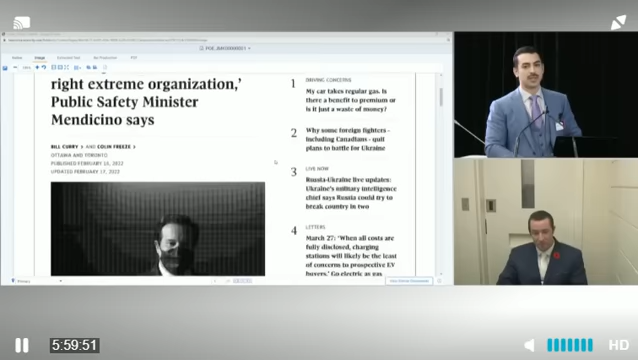 right extreme organization,'
Public Safety Minister
Mendicino says
BILL CURRY > AND COLIN FREEZE >
OTTAWA AND TORONTO
PUBLISHED FEBRUARY 16, 2022
UPDATED FEBRUARY 17, 2022
1
DRIVING CONCERNS
My car takes regular gas. Is
there a benefit to premium or
is it just a waste of money?
2
Why some foreign fighters -
including Canadians - quit
plans to battle for Ukraine
3
LIVE NOW
Russia-Ukraine live updates:
Ukraine's military intelligence
chief says Russia could try to
break country in two
4
LETTERS
March 27: 'When all costs are
fully disclosed, charging
stations will likely be the least
of concerns to prospective EV
buyers.' Go electric as gas
5:59:51
HD